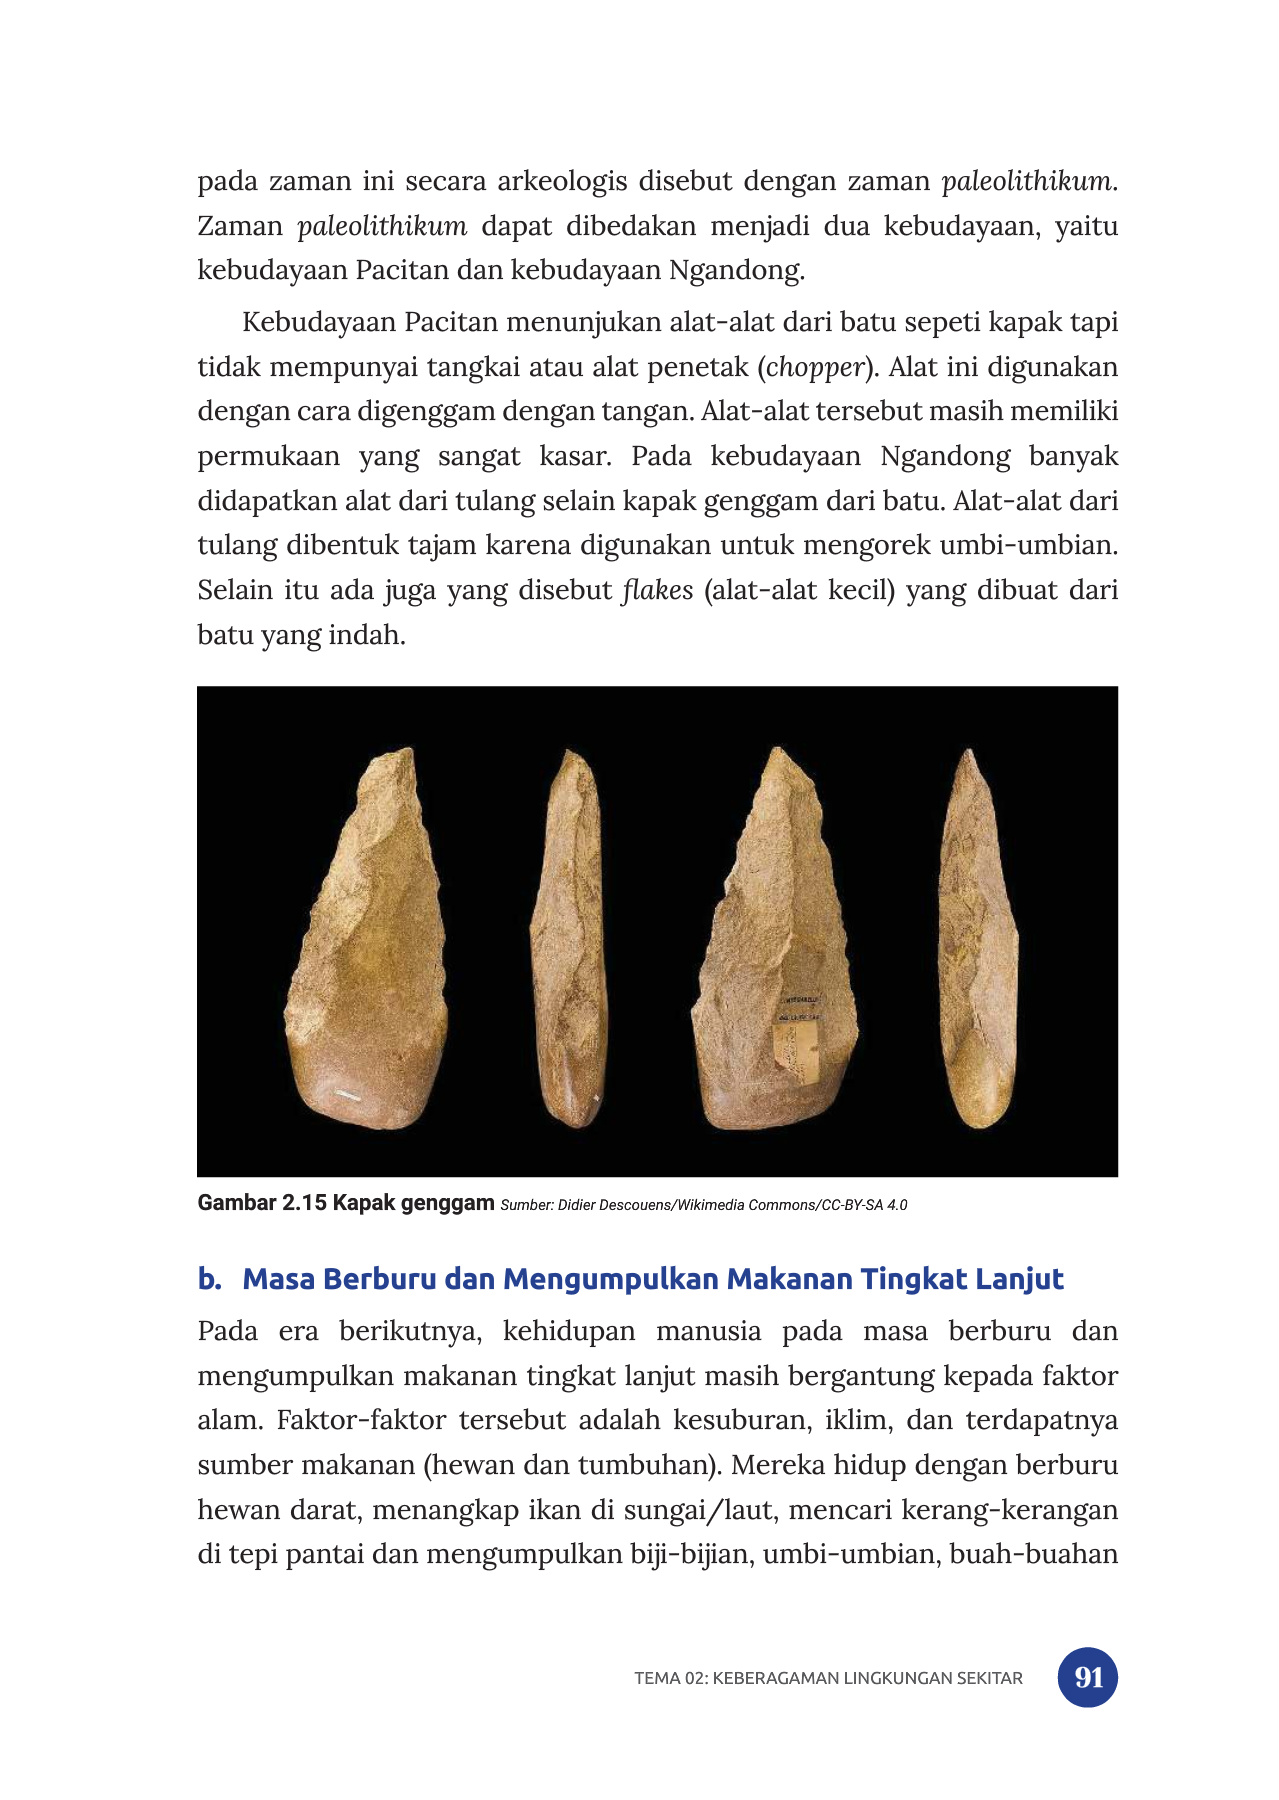 pada zaman ini secara arkeologis disebut dengan zaman paleolithikum.
Zaman paleolithikum dapat dibedakan menjadi dua kebudayaan, yaitu
kebudayaan Pacitan dan kebudayaan Ngandong.
Kebudayaan Pacitan menunjukan alat-alat dari batu sepeti kapak tapi
tidak mempunyai tangkai atau alat penetak (chopper). Alat ini digunakan
dengan cara digenggam dengan tangan. Alat-alat tersebut masih memiliki
permukaan yang sangat kasar. Pada kebudayaan Ngandong banyak
didapatkan alat dari tulang selain kapak genggam dari batu. Alat-alat dari
tulang dibentuk tajam karena digunakan untuk mengorek umbi-umbian.
Selain itu ada juga yang disebut flakes (alat-alat kecil) yang dibuat dari
batu yang indah.
Gambar 2.15 Kapak genggam Sumber: Didier Descouens/Wikimedia Commons/CC-BY-SA 4.0
b. Masa Berburu dan Mengumpulkan Makanan Tingkat Lanjut
Pada era berikutnya, kehidupan manusia pada masa berburu dan
mengumpulkan makanan tingkat lanjut masih bergantung kepada faktor
alam. Faktor-faktor tersebut adalah kesuburan, iklim, dan terdapatnya
sumber makanan (hewan dan tumbuhan). Mereka hidup dengan berburu
hewan darat, menangkap ikan di sungai/laut, mencari kerang-kerangan
di tepi pantai dan mengumpulkan biji-bijian, umbi-umbian, buah-buahan
TEMA 02: KEBERAGAMAN LINGKUNGAN SEKITAR 91